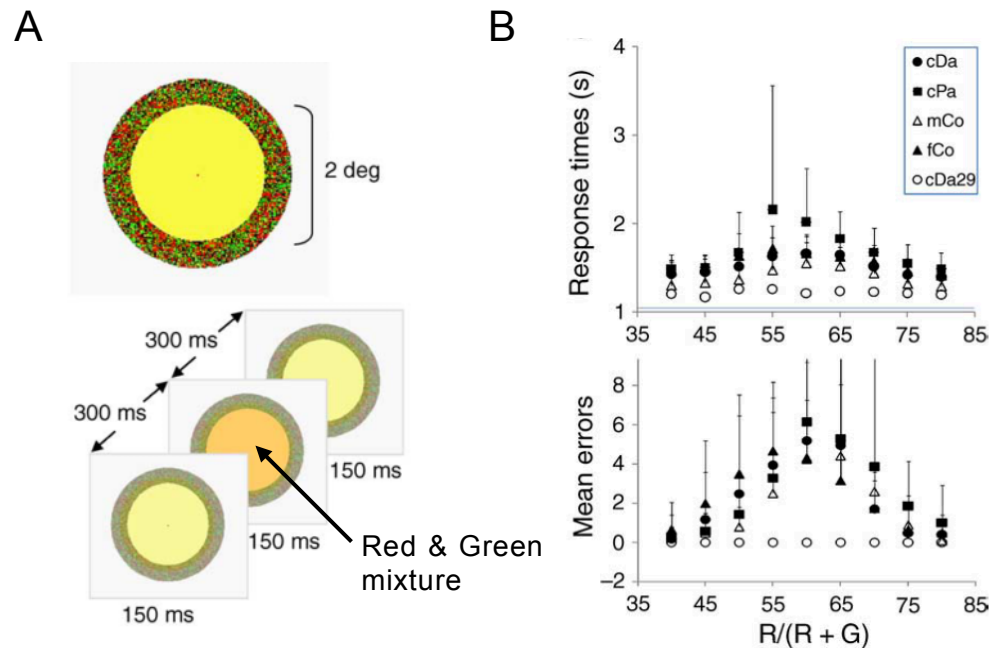 A
2 deg
300 ms
300 ms
150 ms
150 ms
150 ms
Red & Green
mixture
B
Response times (s)
4
3
2
1
35 45 55 65 75 85
cDa
cPa
mCo
fCo
cDa29
Mean errors
8
6
4
2
0
−2
35 45 55 65 75 85
R/(R + G)